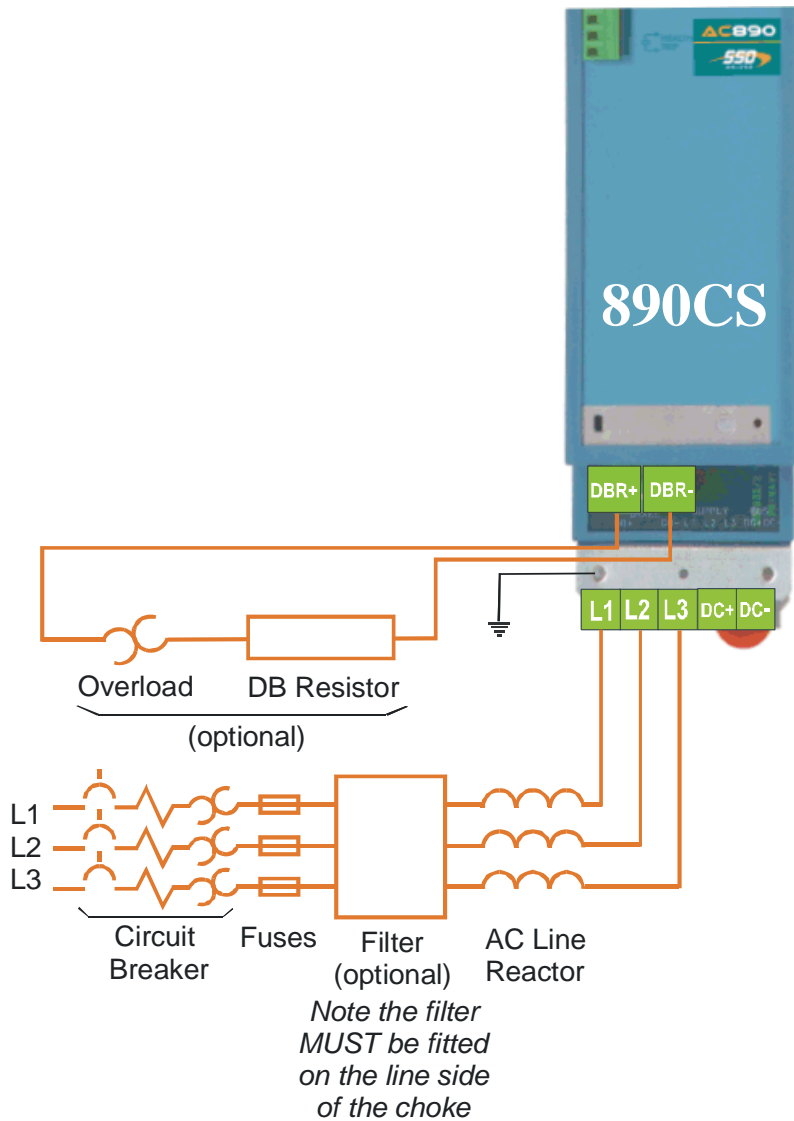 AC890
SSD
DRIVES
890CS
DBR+ DBR-
L1 L2 L3 DC+ DC-
Overload DB Resistor
(optional)
L1
L2
L3
Circuit
Breaker
Fuses
Filter
(optional)
AC Line
Reactor
Note the filter
MUST be fitted
on the line side
of the choke